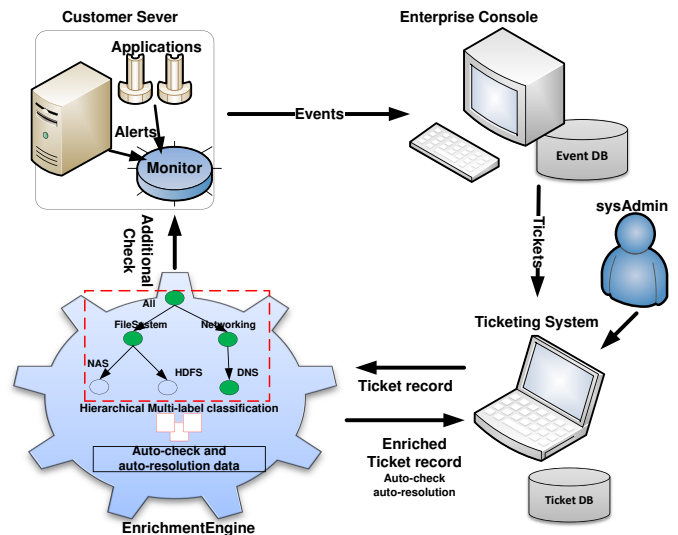 Customer Sever
Enterprise Console
Applications
Alerts
Monitor
Events
Event DB
Additional
Check
Tickets
sysAdmin
All
FileSystem
Networking
NAS
HDFS
DNS
Hierarchical Multi-label classification
Auto-check and
auto-resolution data
EnrichmentEngine
Ticketing System
Ticket record
Enriched
Ticket record
Auto-check
auto-resolution
Ticket DB